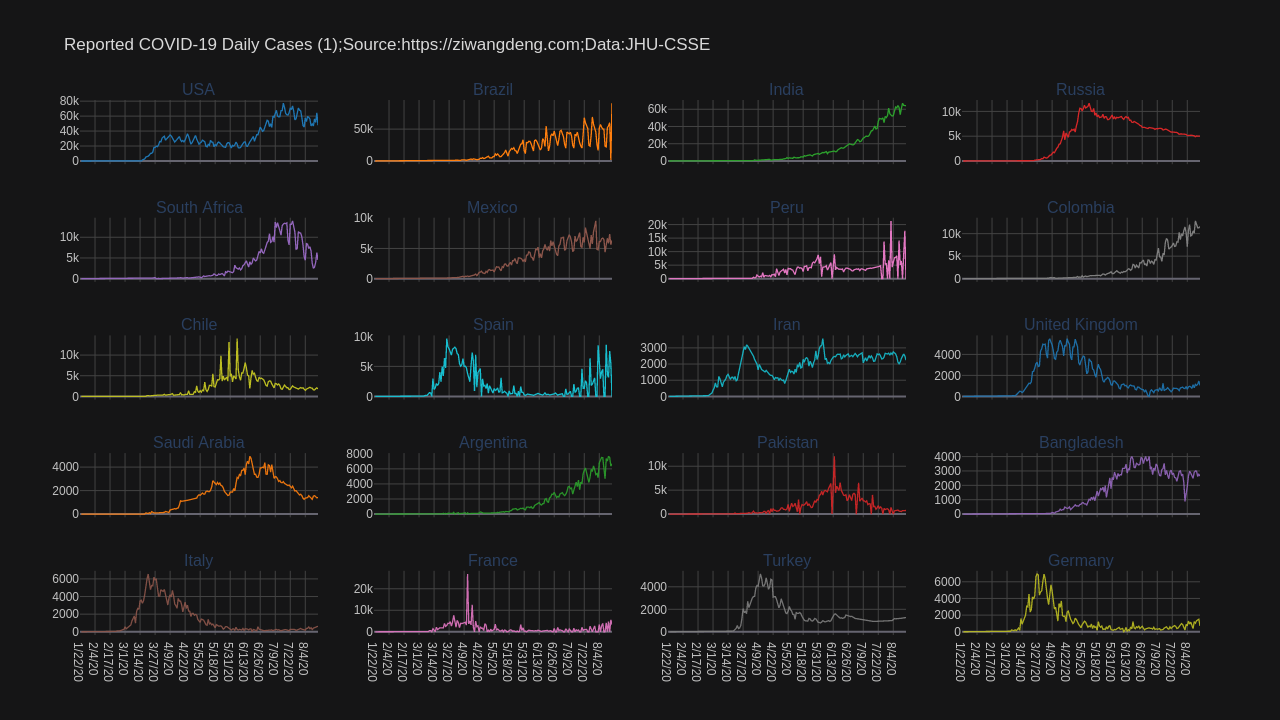 Reported COVID-19 Daily Cases (1);Source:https://ziwangdeng.com;Data:JHU-CSSE
USA
Brazil
India
Russia
80k
60k
40k
20k
0
50k
0
60k
40k
20k
0
10k
5k
0
South Africa
Mexico
Peru
Colombia
10k
5k
0
10k
5k
0
20k
15k
10k
5k
0
10k
5k
0
Chile
Spain
Iran
United Kingdom
10k
5k
0
10k
5k
0
3000
2000
1000
0
4000
2000
0
Saudi Arabia
Argentina
Pakistan
Bangladesh
4000
2000
0
8000
6000
4000
2000
0
10k
5k
0
4000
3000
2000
1000
0
Italy
France
Turkey
Germany
6000
4000
2000
0
20k
10k
0
4000
2000
0
6000
4000
2000
0
1/22/20 2/4/20 2/17/20 3/1/20 3/14/20 3/27/20 4/9/20 4/22/20 5/5/20 5/18/20 5/31/20 6/13/20 6/26/20 7/9/20 7/22/20 8/4/20
1/22/20 2/4/20 2/17/20 3/1/20 3/14/20 3/27/20 4/9/20 4/22/20 5/5/20 5/18/20 5/31/20 6/13/20 6/26/20 7/9/20 7/22/20 8/4/20
1/22/20 2/4/20 2/17/20 3/1/20 3/14/20 3/27/20 4/9/20 4/22/20 5/5/20 5/18/20 5/31/20 6/13/20 6/26/20 7/9/20 7/22/20 8/4/20
1/22/20 2/4/20 2/17/20 3/1/20 3/14/20 3/27/20 4/9/20 4/22/20 5/5/20 5/18/20 5/31/20 6/13/20 6/26/20 7/9/20 7/22/20 8/4/20